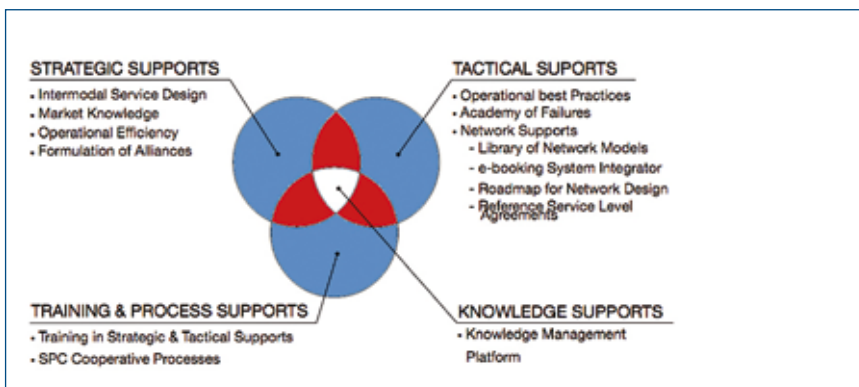 STRATEGIC SUPPORTS
• Intermodal Service Design
• Market Knowledge
• Operational Efficiency
• Formulation of Alliances
TACTICAL SUPORTS
• Operational best Practices
• Academy of Failures
• Network Supports
- Library of Network Models
- e-booking System Integrator
- Roadmap for Network Design
- Reference Service Level
Agreements
TRAINING & PROCESS SUPPORTS
• Training in Strategic & Tactical Supports
• SPC Cooperative Processes
KNOWLEDGE SUPPORTS
• Knowledge Management
Platform